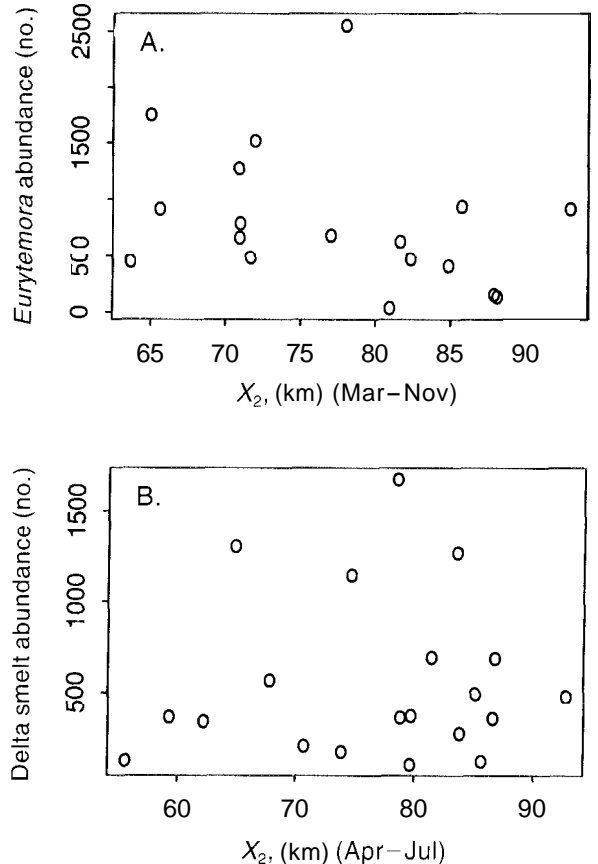 A.
Eurytemora abundance (no.)
2500
1500
500
0
65 70 75 80 85 90
X₂, (km) (Mar–Nov)
B.
Delta smelt abundance (no.)
1500
1000
500
60 70 80 90
X₂, (km) (Apr–Jul)